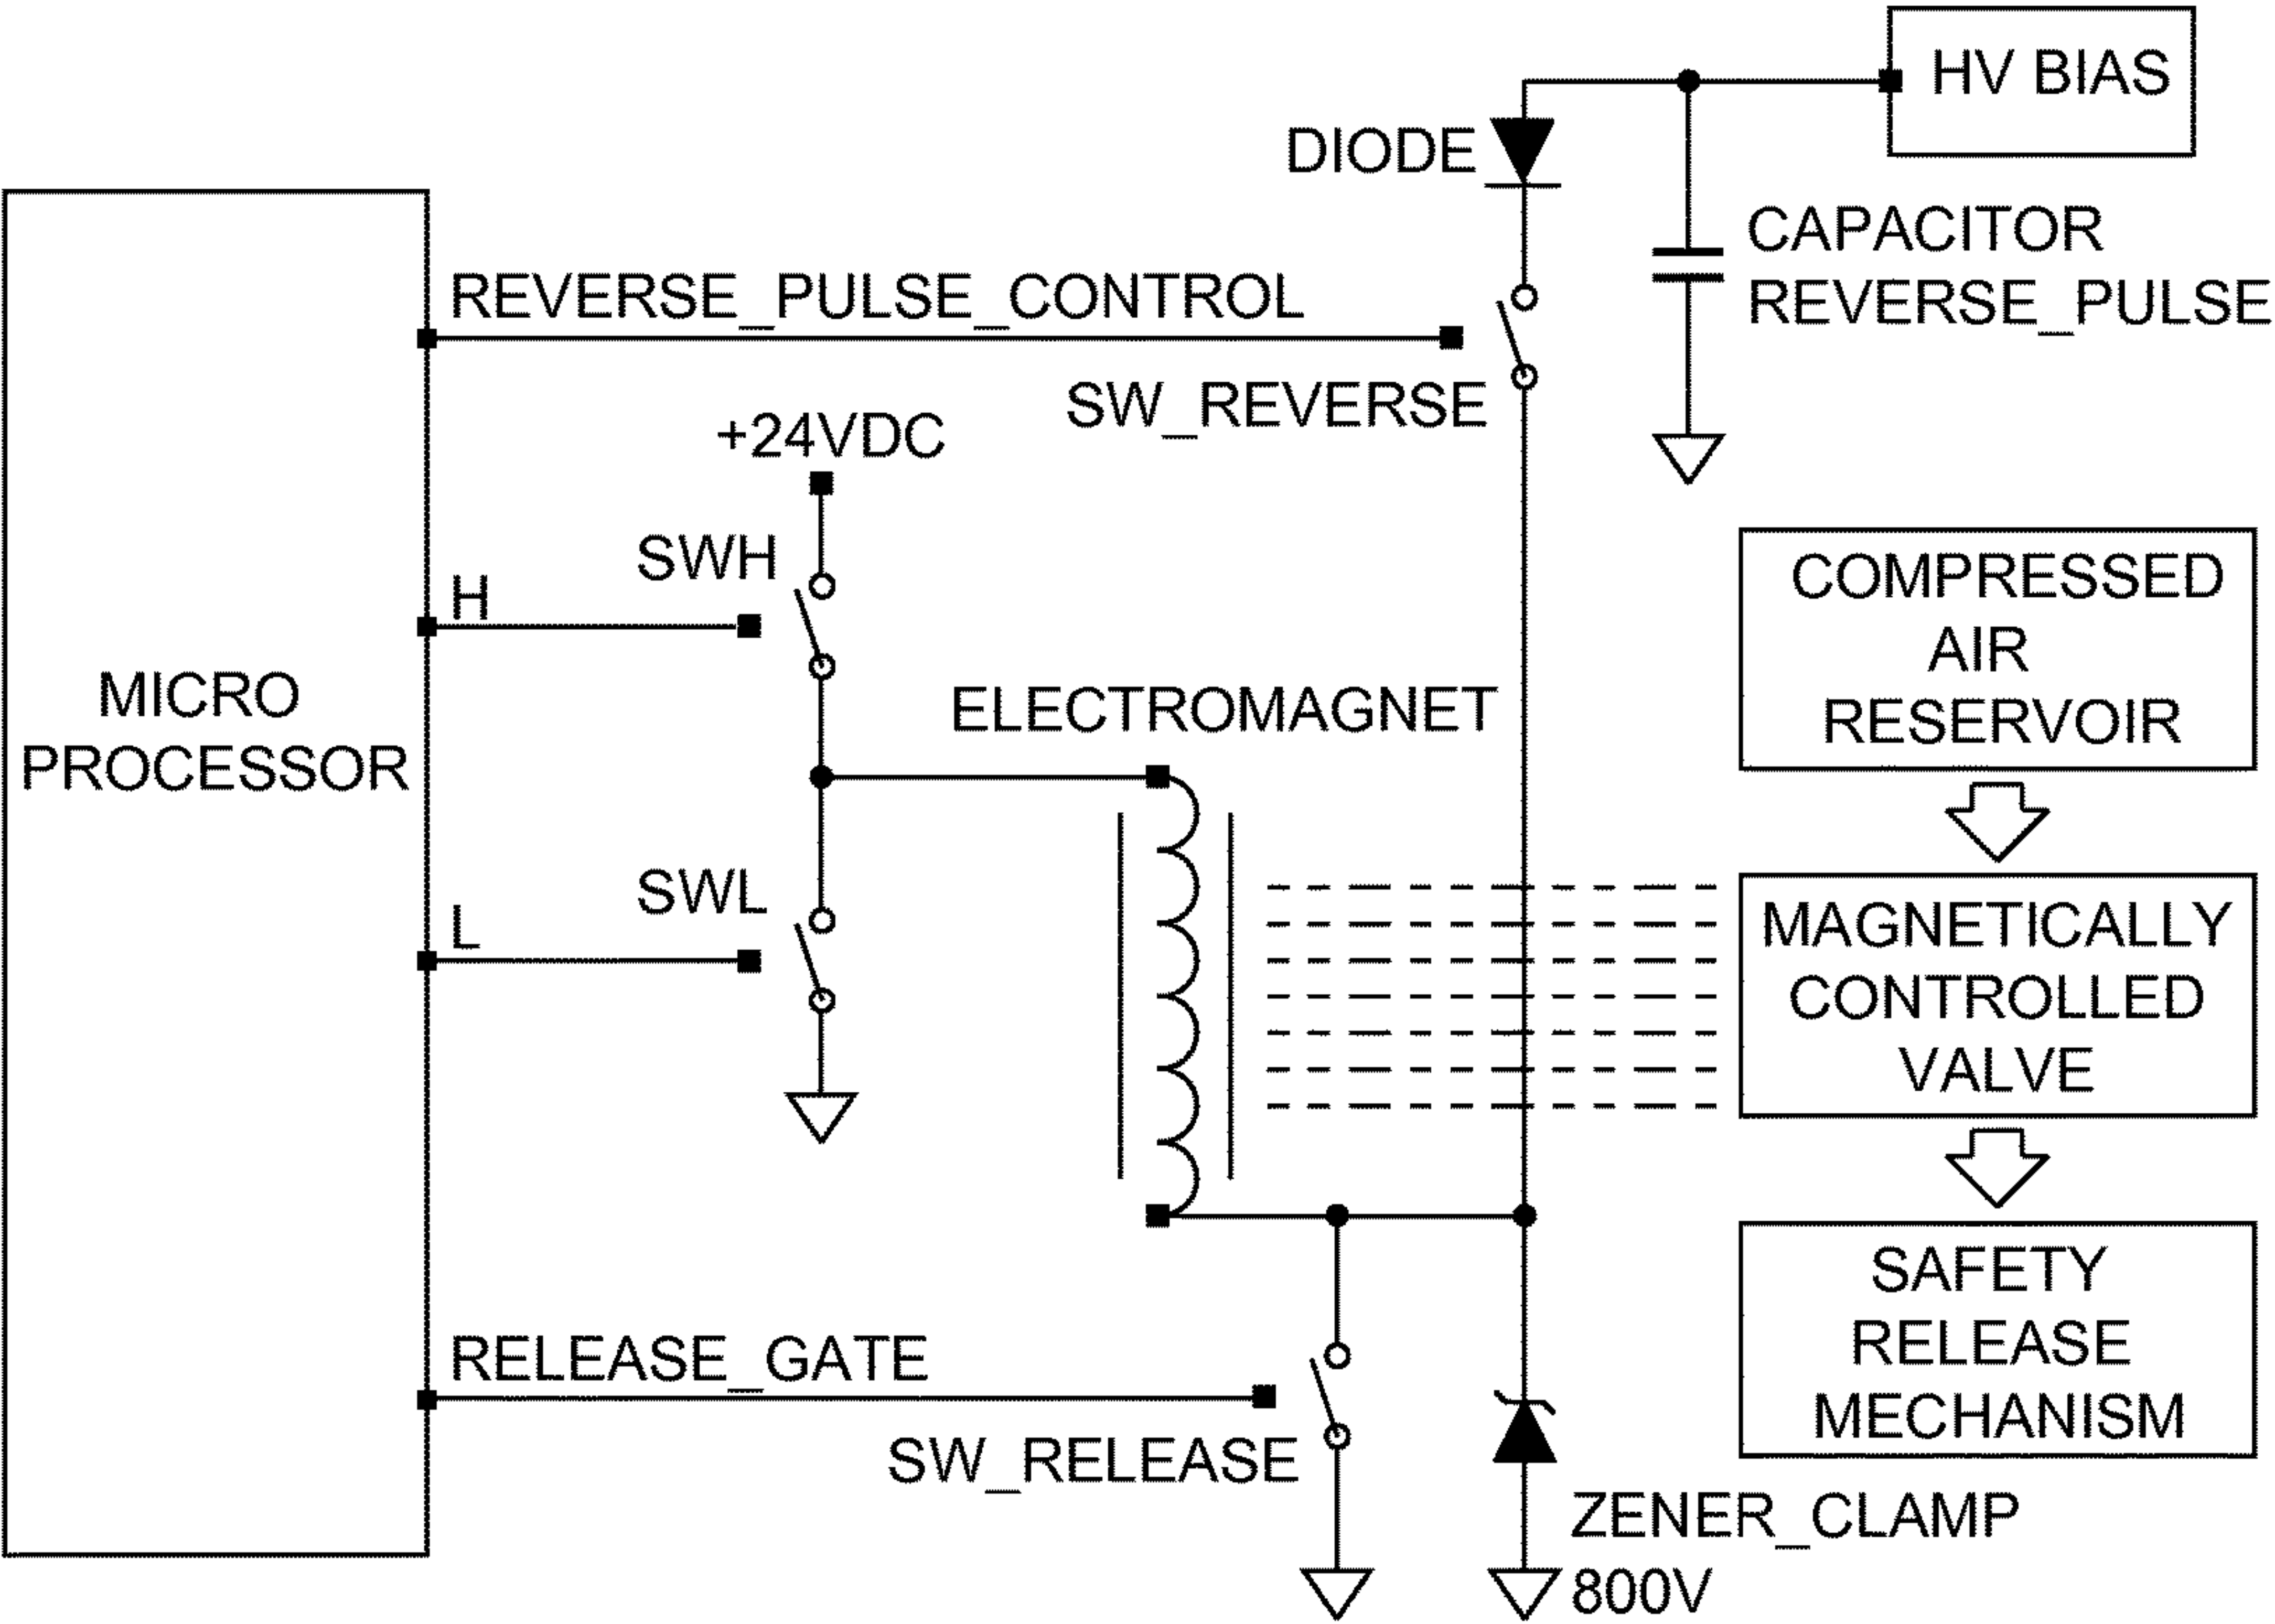 HV BIAS
DIODE
CAPACITOR
REVERSE_PULSE
REVERSE_PULSE_CONTROL
SW_REVERSE
+24VDC
SWH
H
COMPRESSED
AIR
RESERVOIR
MICRO
PROCESSOR
ELECTROMAGNET
SWL
L
MAGNETICALLY
CONTROLLED
VALVE
SAFETY
RELEASE
MECHANISM
RELEASE_GATE
SW_RELEASE
ZENER_CLAMP
800V